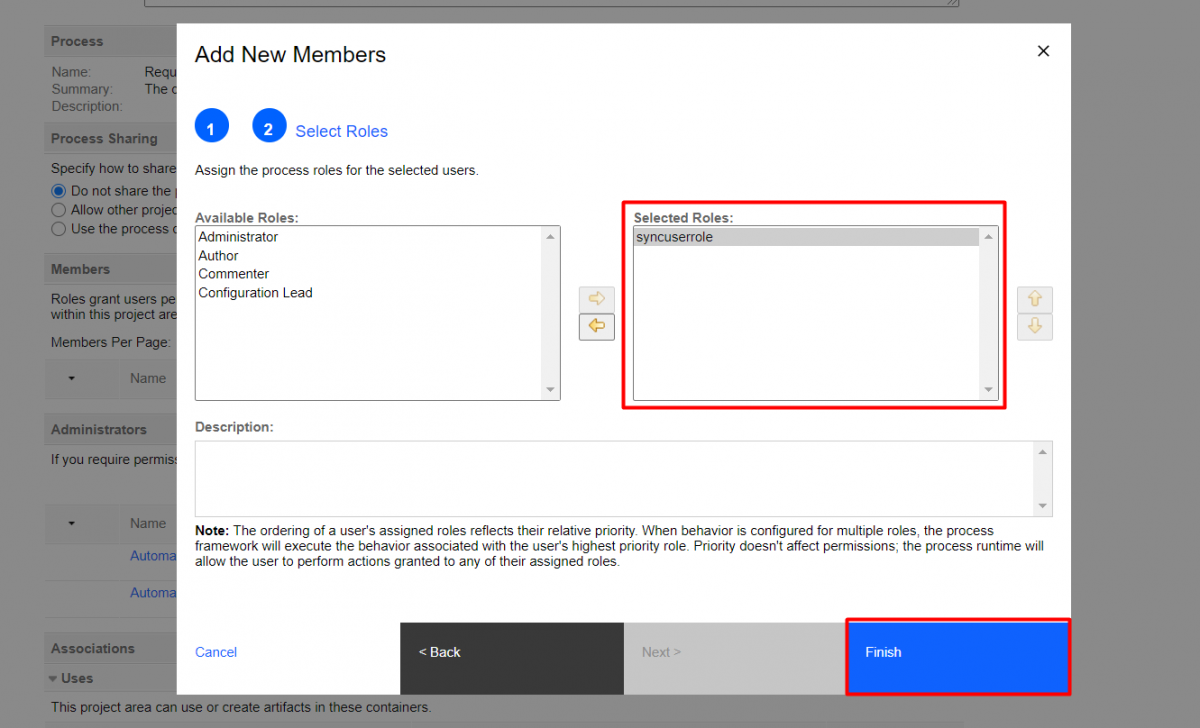 Process
Name: Requ
Summary: The
Description:
Process Sharing
Specify how to share
Do not share the
Allow other projec
Use the process
Members
Roles grant users pe
within this project are
Members Per Page:
Name
Administrators
If you require permis
Name
Automa
Automa
Associations
Uses
This project area can use or create artifacts in these containers.
Add New Members
1 2 Select Roles
Assign the process roles for the selected users.
Available Roles:
Administrator
Author
Commenter
Configuration Lead
Selected Roles:
syncuserrole
Description:
Note: The ordering of a user's assigned roles reflects their relative priority. When behavior is configured for multiple roles, the process
framework will execute the behavior associated with the user's highest priority role. Priority doesn't affect permissions; the process runtime will
allow the user to perform actions granted to any of their assigned roles.
Cancel
< Back
Next >
Finish